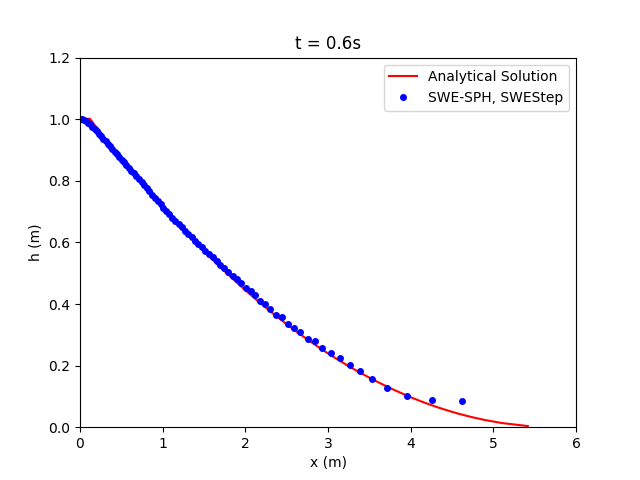 t = 0.6s
1.2
1.0
0.8
0.6
0.4
0.2
0.0
h (m)
Analytical Solution
SWE-SPH, SWEStep
0 1 2 3 4 5 6
x (m)